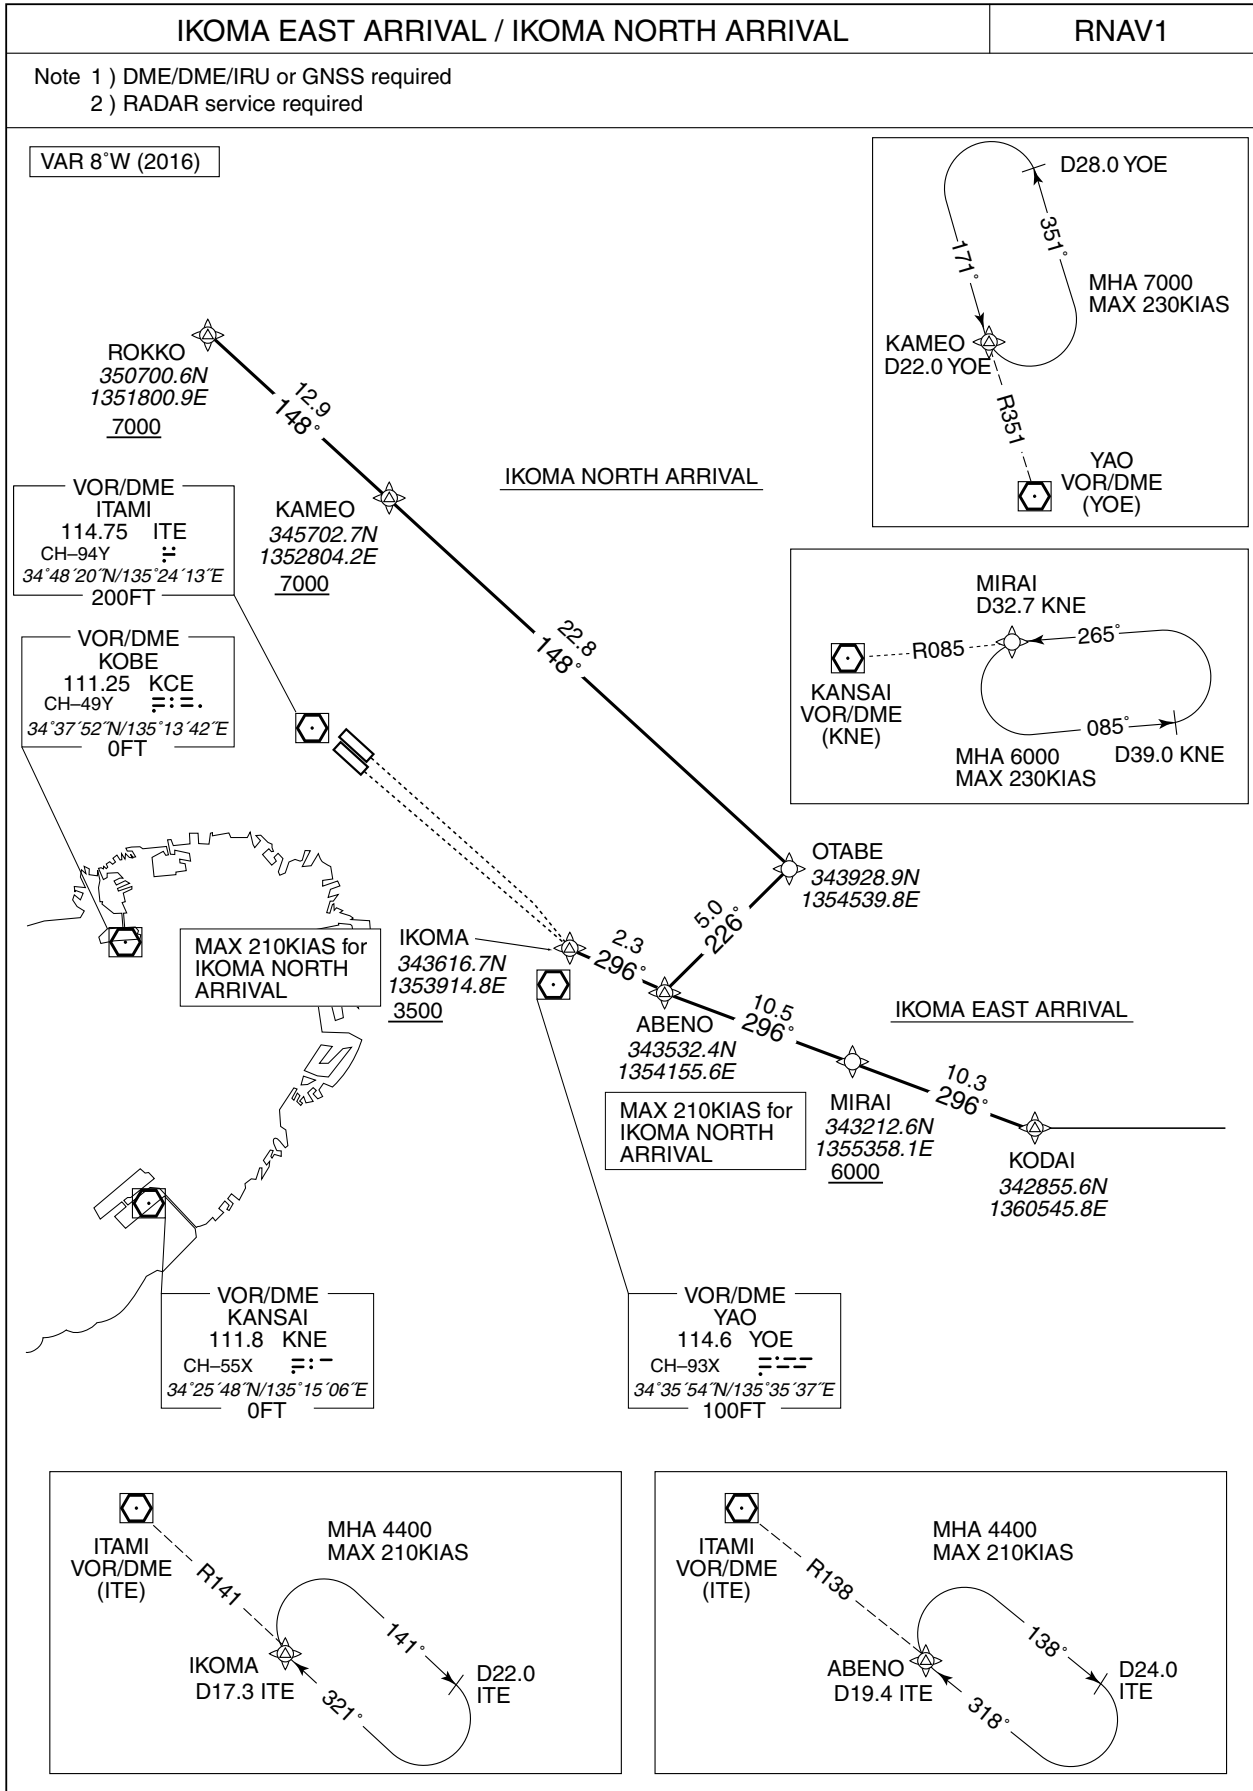 IKOMA EAST ARRIVAL / IKOMA NORTH ARRIVAL
RNAV1
Note 1 ) DME/DME/IRU or GNSS required
2 ) RADAR service required
VAR 8˚W (2016)
D28.0 YOE
351˚
171˚
MHA 7000
MAX 230KIAS
KAMEO
D22.0 YOE
R351
YAO
VOR/DME
(YOE)
ROKKO
350700.6N
1351800.9E
7000
12.9
148˚
IKOMA NORTH ARRIVAL
KAMEO
345702.7N
1352804.2E
7000
VOR/DME
ITAMI
114.75 ITE
CH–94Y
34˚48´20˝N/135˚24´13˝E
200FT
22.8
148˚
MIRAI
D32.7 KNE
R085
265˚
KANSAI
VOR/DME
(KNE)
085˚
D39.0 KNE
MHA 6000
MAX 230KIAS
VOR/DME
KOBE
111.25 KCE
CH–49Y
34˚37´52˝N/135˚13´42˝E
0FT
OTABE
343928.9N
1354539.8E
5.0
226˚
MAX 210KIAS for
IKOMA NORTH
ARRIVAL
IKOMA
343616.7N
1353914.8E
3500
2.3
296˚
ABENO
343532.4N
1354155.6E
10.5
296˚
IKOMA EAST ARRIVAL
MAX 210KIAS for
IKOMA NORTH
ARRIVAL
MIRAI
343212.6N
1355358.1E
6000
10.3
296˚
KODAI
342855.6N
1360545.8E
VOR/DME
KANSAI
111.8 KNE
CH–55X
34˚25´48˝N/135˚15´06˝E
0FT
VOR/DME
YAO
114.6 YOE
CH–93X
34˚35´54˝N/135˚35´37˝E
100FT
ITAMI
VOR/DME
(ITE)
MHA 4400
MAX 210KIAS
R141
141˚
IKOMA
D17.3 ITE
321˚
D22.0
ITE
ITAMI
VOR/DME
(ITE)
MHA 4400
MAX 210KIAS
R138
138˚
ABENO
D19.4 ITE
318˚
D24.0
ITE